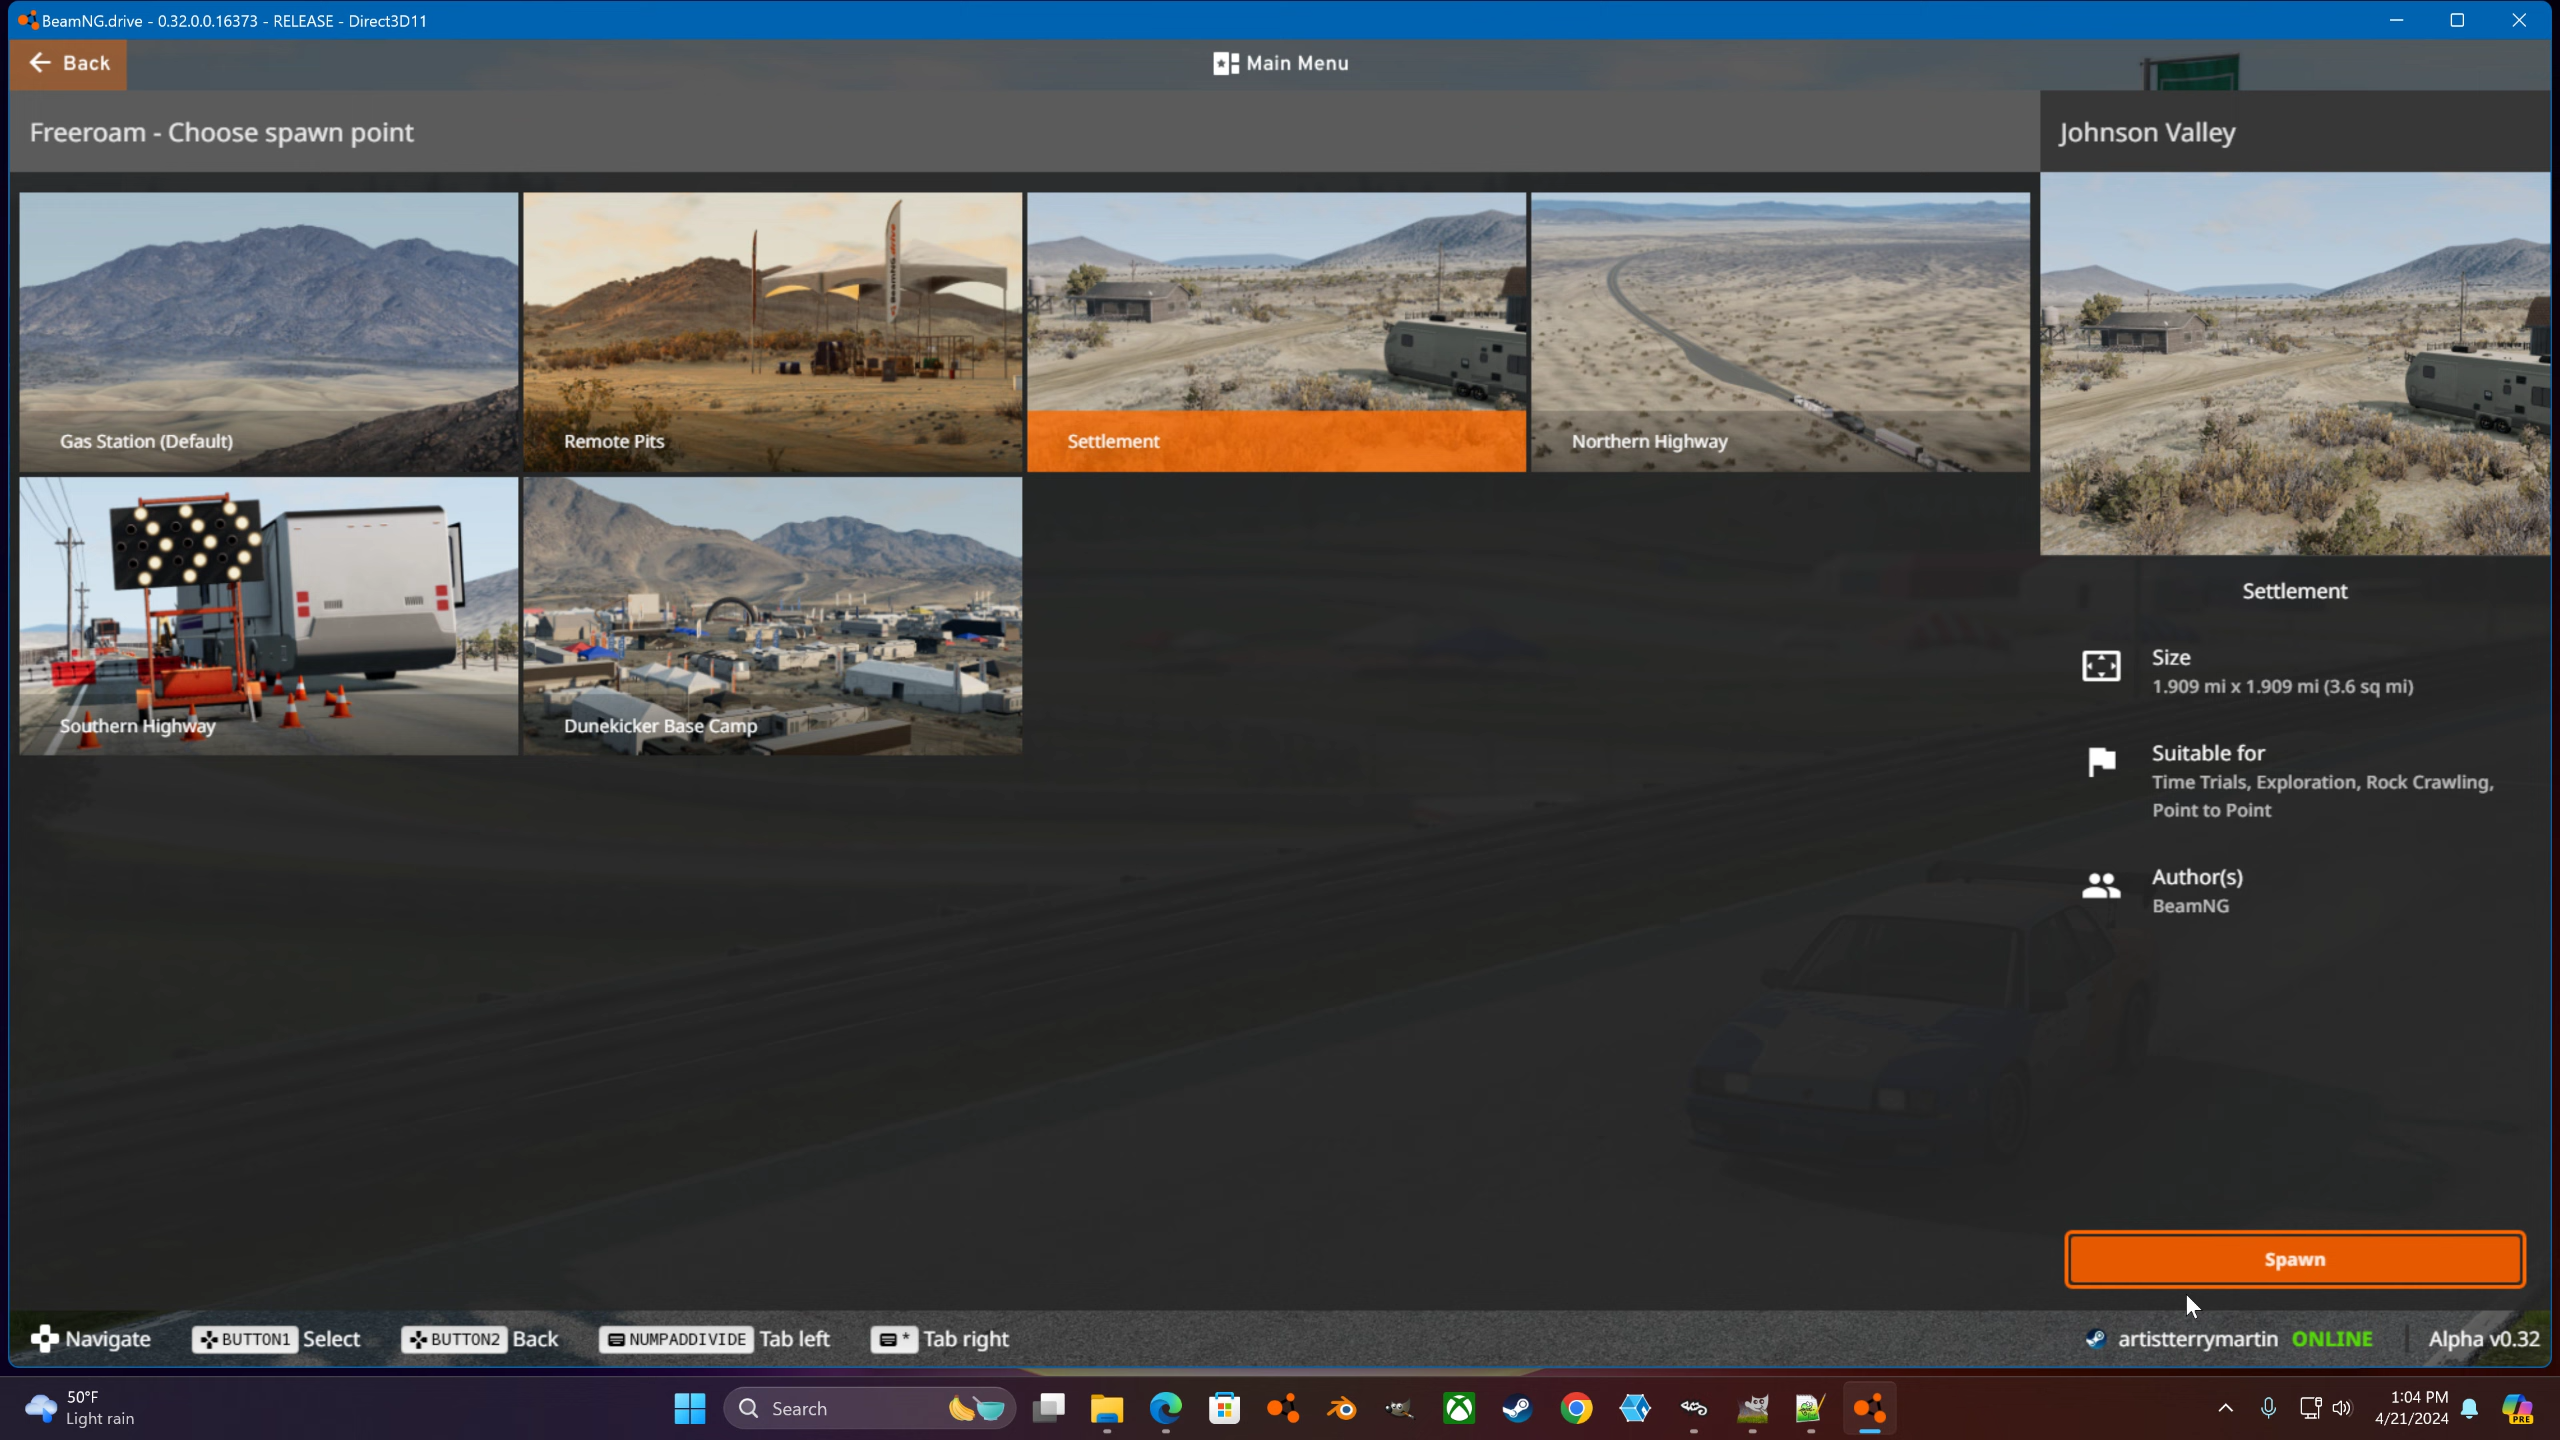 BeamNG.drive - 0.32.0.0.16373 - RELEASE - Direct3D11
Back
Main Menu
Freeroam - Choose spawn point
Johnson Valley
BeamNG.drive
Gas Station (Default)
Remote Pits
Settlement
Northern Highway
Southern Highway
Dunekicker Base Camp
Settlement
Size
1.909 mi x 1.909 mi (3.6 sq mi)
Suitable for
Time Trials, Exploration, Rock Crawling,
Point to Point
Author(s)
BeamNG
Spawn
Navigate BUTTON1 Select BUTTON2 Back NUMPADDIVIDE Tab left * Tab right
artistterrymartin ONLINE Alpha v0.32
50°F
Light rain
Search
1:04 PM
4/21/2024
PRE